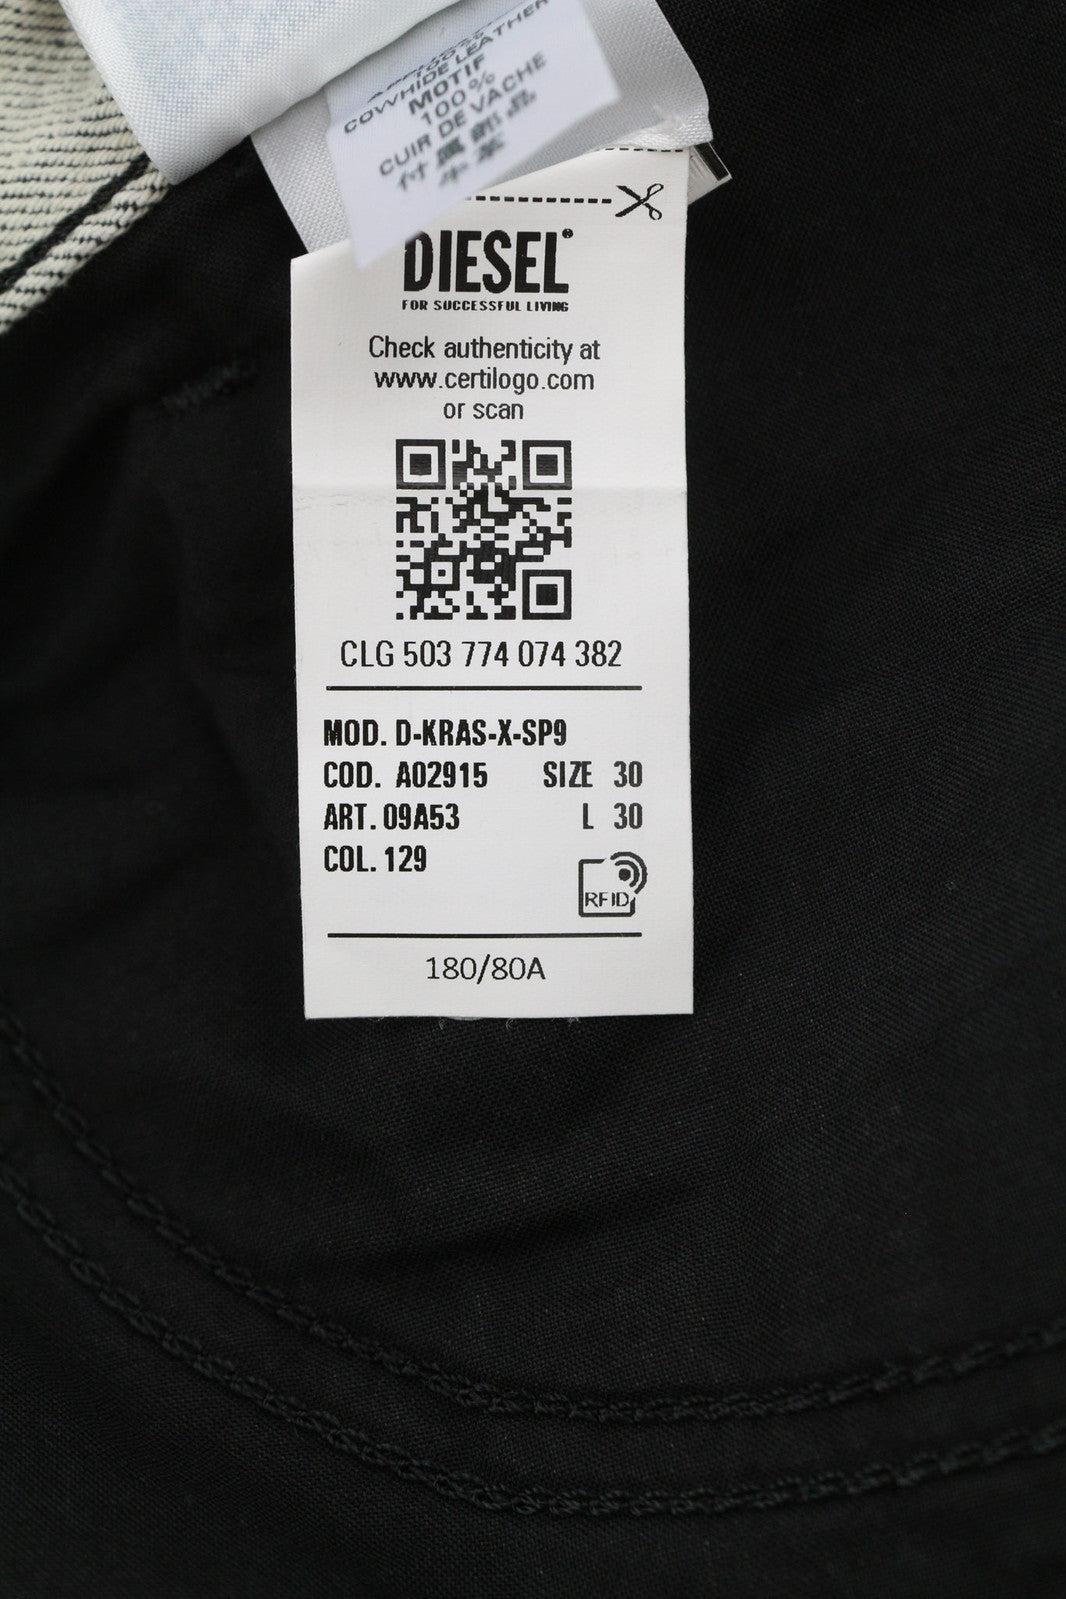 COWHIDE LEATHER
MOTIF
100%
CUIR DE VACHE
DIESEL®
FOR SUCCESSFUL LIVING
Check authenticity at
www.certilogo.com
or scan
CLG 503 774 074 382
MOD. D-KRAS-X-SP9
COD. A02915 SIZE 30
ART. 09A53 L 30
COL. 129
RFID
180/80A